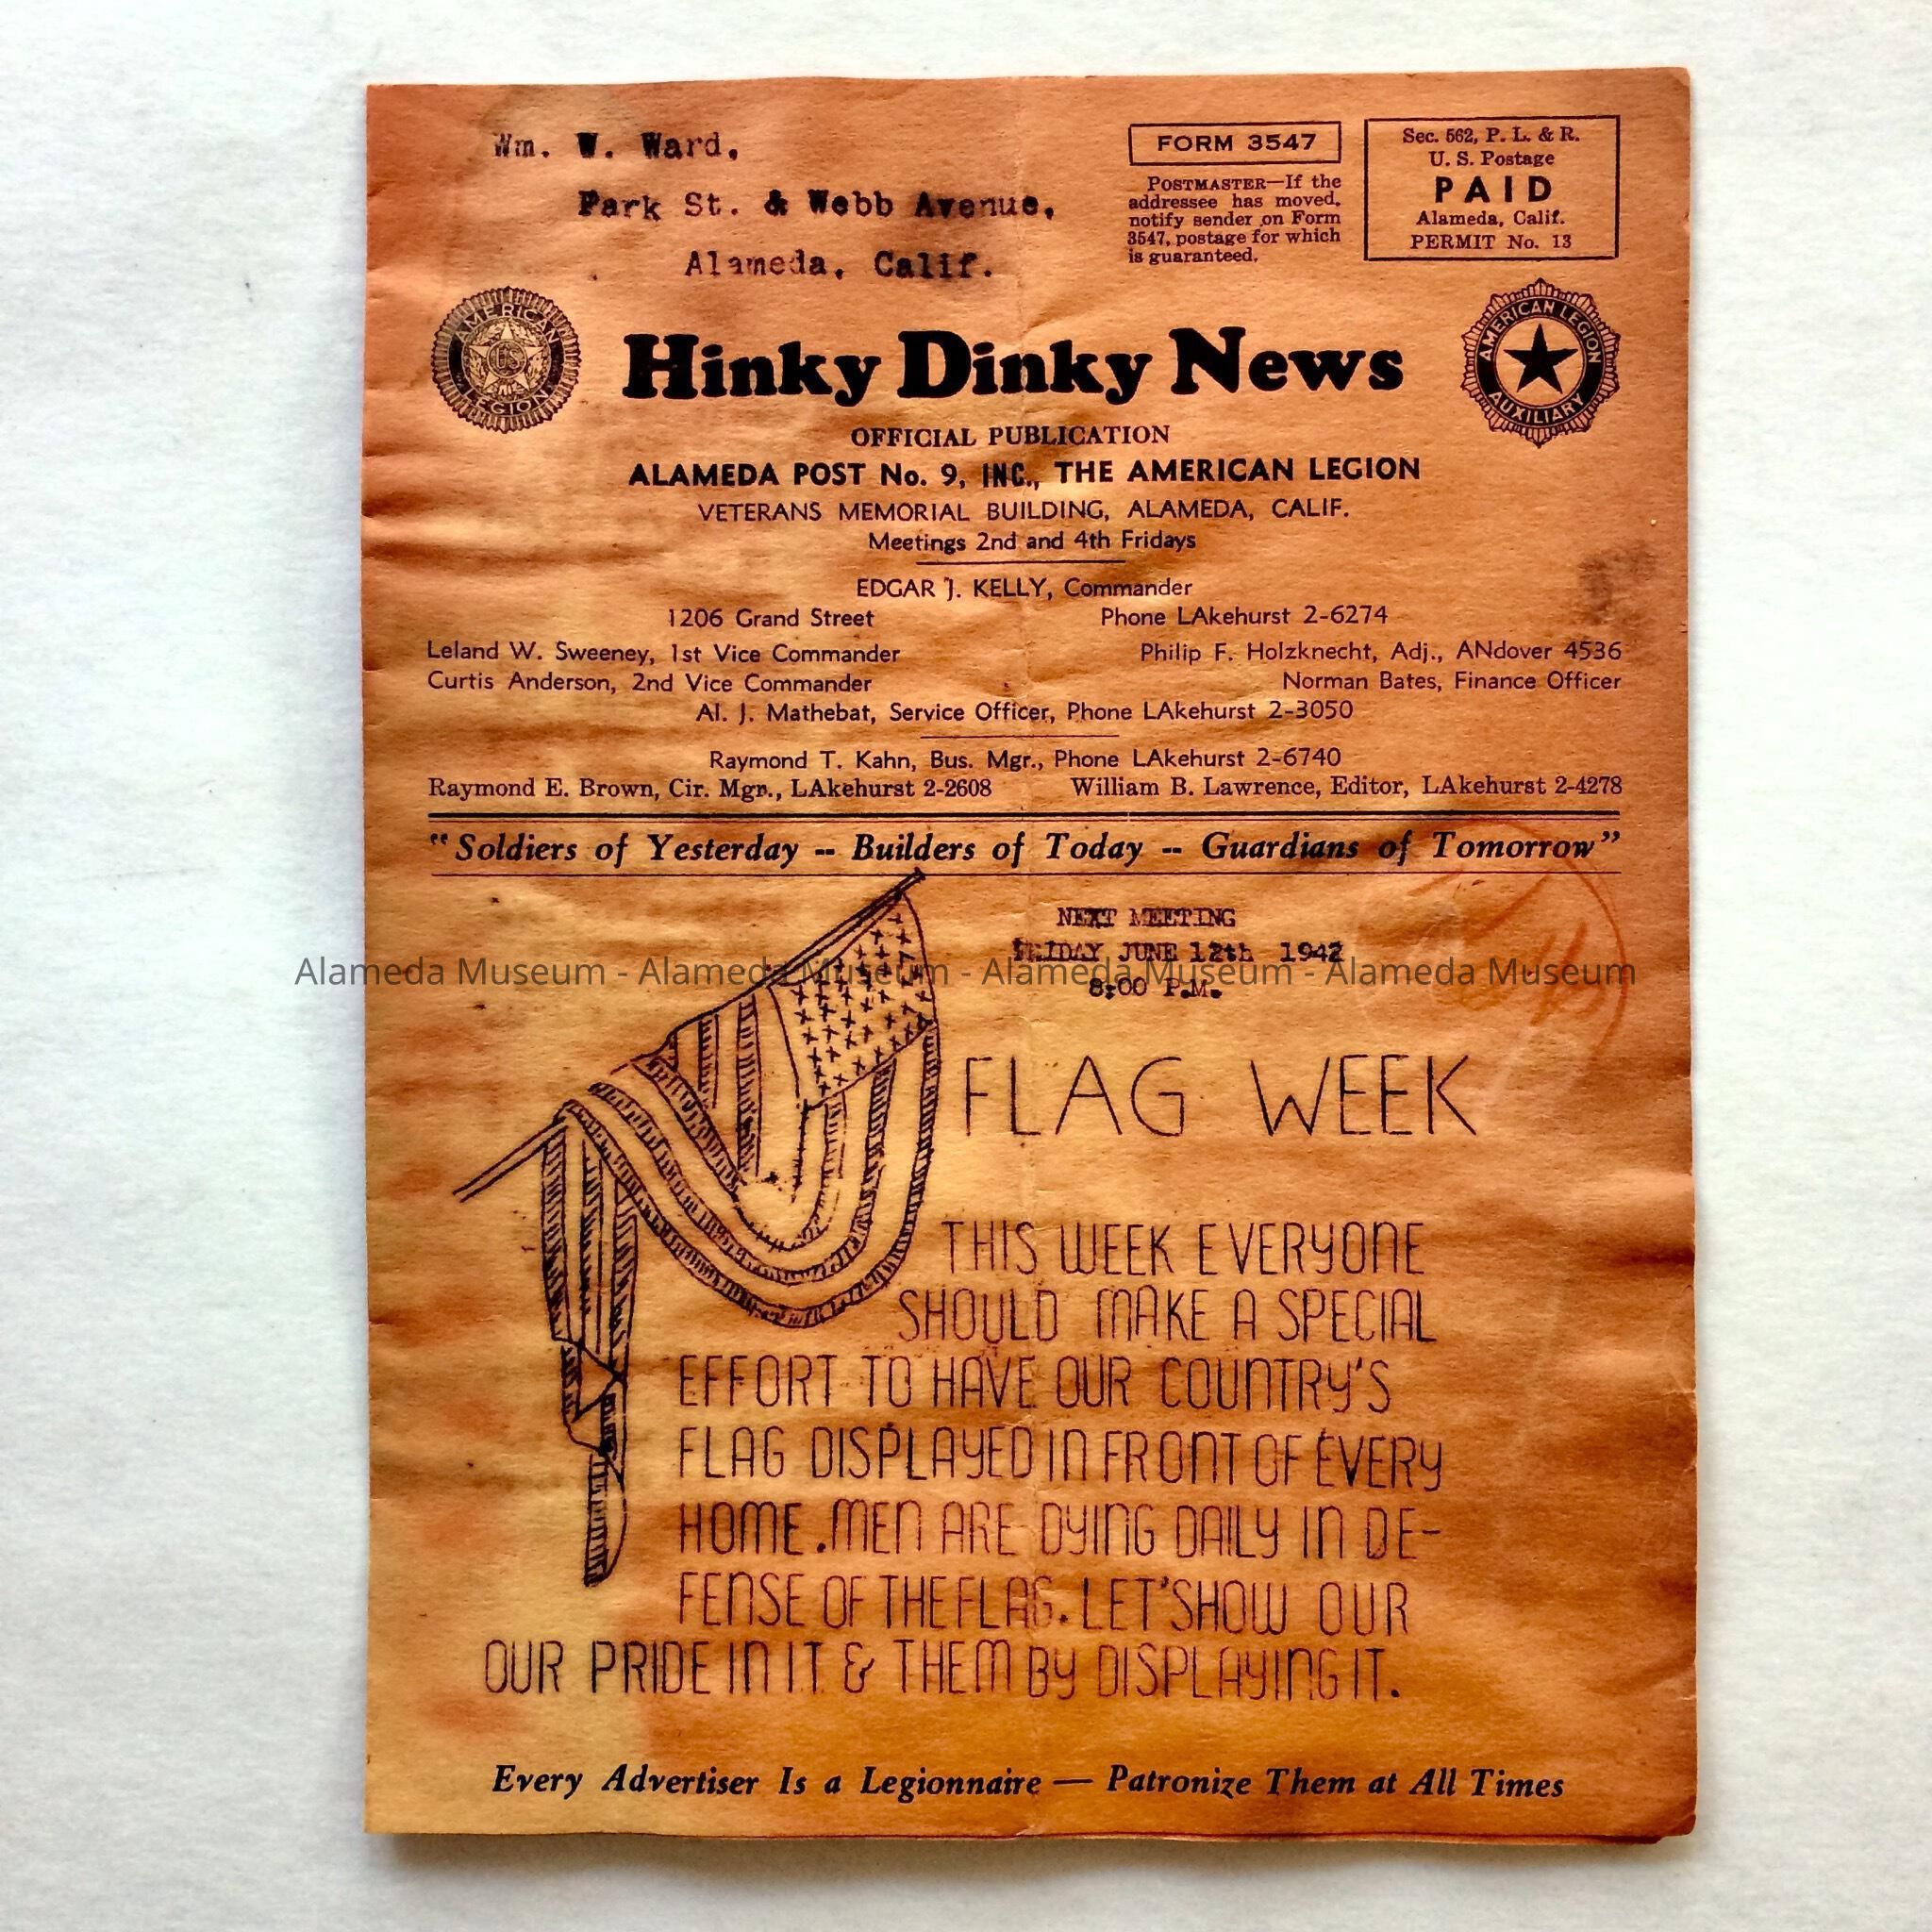 Wm. W. Ward,
Park St. & Webb Avenue,
Alameda, Calif.
FORM 3547
POSTMASTER—If the
addressee has moved,
notify sender on Form
3547, postage for which
is guaranteed.
Sec. 562, P. L. & R.
U. S. Postage
PAID
Alameda, Calif.
PERMIT No. 13
AMERICAN
LEGION
US
Hinky Dinky News
AMERICAN LEGION
AUXILIARY
OFFICIAL PUBLICATION
ALAMEDA POST No. 9, INC., THE AMERICAN LEGION
VETERANS MEMORIAL BUILDING, ALAMEDA, CALIF.
Meetings 2nd and 4th Fridays
EDGAR J. KELLY, Commander
1206 Grand Street Phone LAkehurst 2-6274
Leland W. Sweeney, 1st Vice Commander Philip F. Holzknecht, Adj., ANdover 4536
Curtis Anderson, 2nd Vice Commander Norman Bates, Finance Officer
Al. J. Mathebat, Service Officer, Phone LAkehurst 2-3050
Raymond T. Kahn, Bus. Mgr., Phone LAkehurst 2-6740
Raymond E. Brown, Cir. Mgr., LAkehurst 2-2608 William B. Lawrence, Editor, LAkehurst 2-4278
"Soldiers of Yesterday -- Builders of Today -- Guardians of Tomorrow"
NEXT MEETING
FRIDAY JUNE 12th 1942
Alameda Museum - Alameda Museum - Alameda Museum - Alameda Museum
8:00 P.M.
FLAG WEEK
THIS WEEK EVERYONE
SHOULD MAKE A SPECIAL
EFFORT TO HAVE OUR COUNTRY'S
FLAG DISPLAYED IN FRONT OF EVERY
HOME. MEN ARE DYING DAILY IN DE-
FENSE OF THE FLAG. LET'SHOW OUR
OUR PRIDE IN IT & THEM BY DISPLAYING IT.
Every Advertiser Is a Legionnaire — Patronize Them at All Times